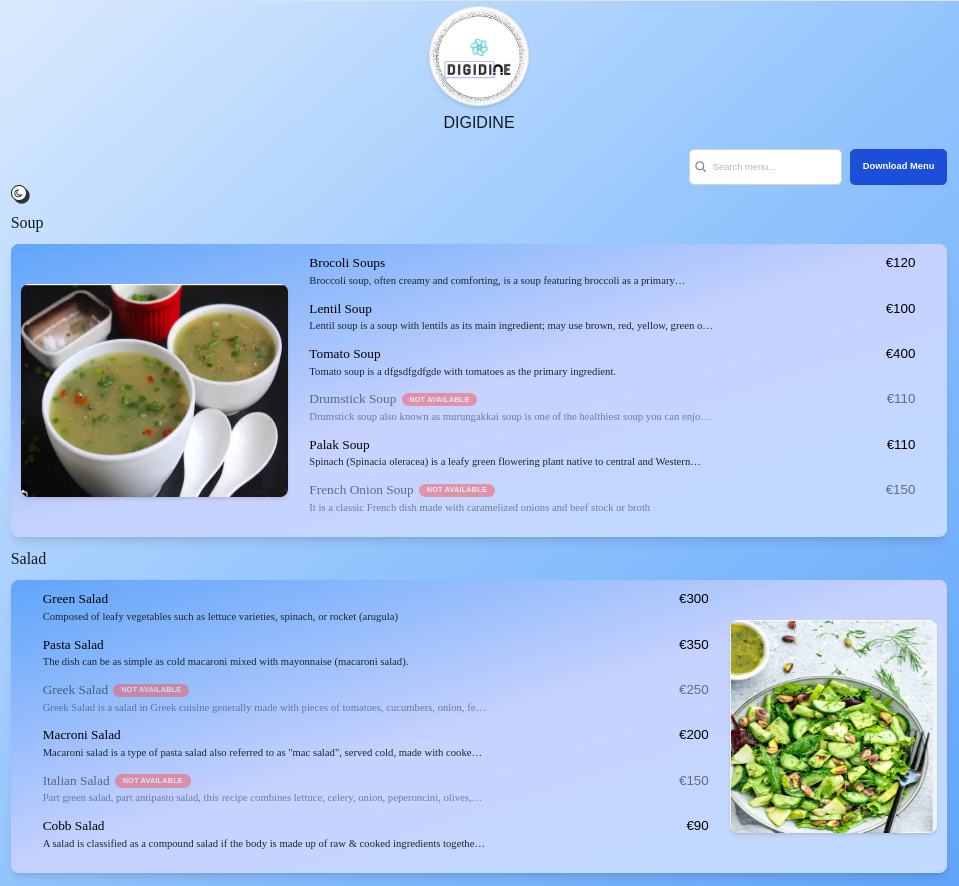 DIGIDINE
DIGIDINE
Search menu...
Download Menu
Soup
Brocoli Soups €120
Broccoli soup, often creamy and comforting, is a soup featuring broccoli as a primary…
Lentil Soup €100
Lentil soup is a soup with lentils as its main ingredient; may use brown, red, yellow, green o…
Tomato Soup €400
Tomato soup is a dfgsdfgdfgde with tomatoes as the primary ingredient.
Drumstick Soup NOT AVAILABLE €110
Drumstick soup also known as murungakkai soup is one of the healthiest soup you can enjo…
Palak Soup €110
Spinach (Spinacia oleracea) is a leafy green flowering plant native to central and Western…
French Onion Soup NOT AVAILABLE €150
It is a classic French dish made with caramelized onions and beef stock or broth
Salad
Green Salad €300
Composed of leafy vegetables such as lettuce varieties, spinach, or rocket (arugula)
Pasta Salad €350
The dish can be as simple as cold macaroni mixed with mayonnaise (macaroni salad).
Greek Salad NOT AVAILABLE €250
Greek Salad is a salad in Greek cuisine generally made with pieces of tomatoes, cucumbers, onion, fe…
Macroni Salad €200
Macaroni salad is a type of pasta salad also referred to as "mac salad", served cold, made with cooke…
Italian Salad NOT AVAILABLE €150
Part green salad, part antipasto salad, this recipe combines lettuce, celery, onion, peperoncini, olives,…
Cobb Salad €90
A salad is classified as a compound salad if the body is made up of raw & cooked ingredients togethe…